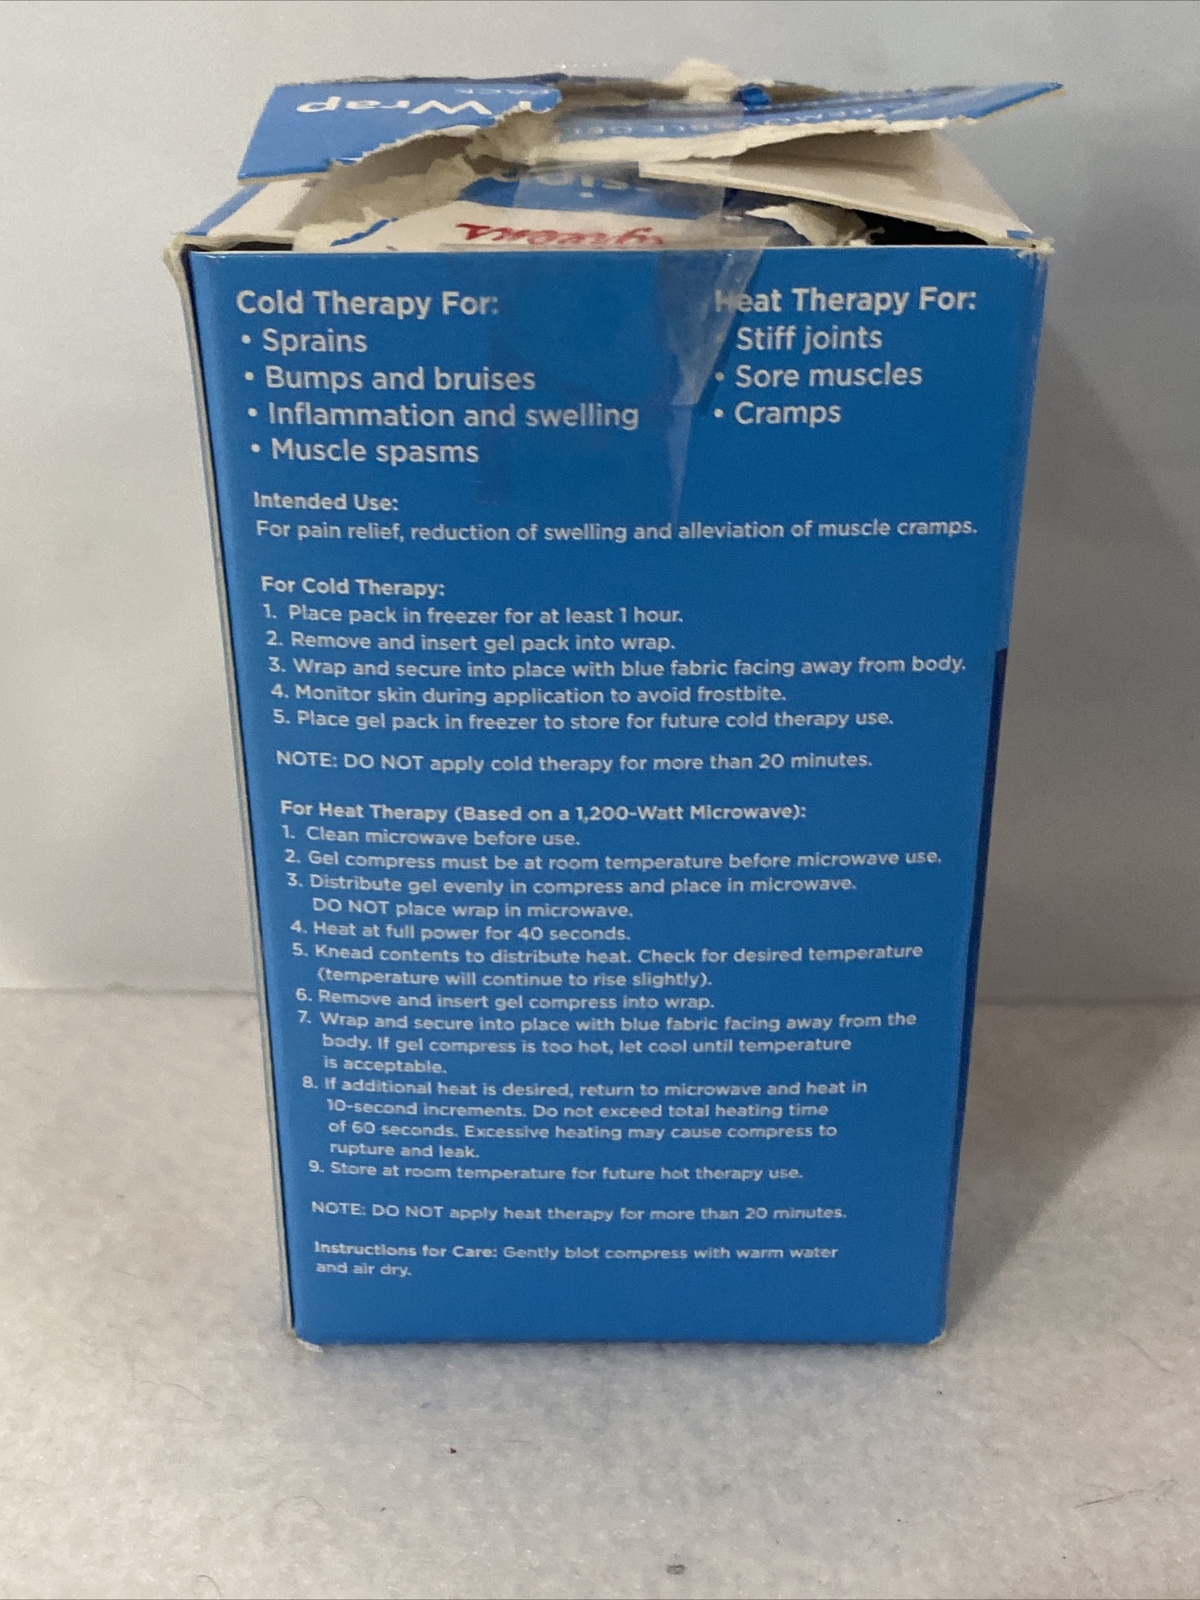 Wrap
Cold Therapy For:
• Sprains
• Bumps and bruises
• Inflammation and swelling
• Muscle spasms
Heat Therapy For:
Stiff joints
• Sore muscles
• Cramps
Intended Use:
For pain relief, reduction of swelling and alleviation of muscle cramps.
For Cold Therapy:
1. Place pack in freezer for at least 1 hour.
2. Remove and insert gel pack into wrap.
3. Wrap and secure into place with blue fabric facing away from body.
4. Monitor skin during application to avoid frostbite.
5. Place gel pack in freezer to store for future cold therapy use.
NOTE: DO NOT apply cold therapy for more than 20 minutes.
For Heat Therapy (Based on a 1,200-Watt Microwave):
1. Clean microwave before use.
2. Gel compress must be at room temperature before microwave use.
3. Distribute gel evenly in compress and place in microwave.
DO NOT place wrap in microwave.
4. Heat at full power for 40 seconds.
5. Knead contents to distribute heat. Check for desired temperature
(temperature will continue to rise slightly).
6. Remove and insert gel compress into wrap.
7. Wrap and secure into place with blue fabric facing away from the
body. If gel compress is too hot, let cool until temperature
is acceptable.
8. If additional heat is desired, return to microwave and heat in
10-second increments. Do not exceed total heating time
of 60 seconds. Excessive heating may cause compress to
rupture and leak.
9. Store at room temperature for future hot therapy use.
NOTE: DO NOT apply heat therapy for more than 20 minutes.
Instructions for Care: Gently blot compress with warm water
and air dry.